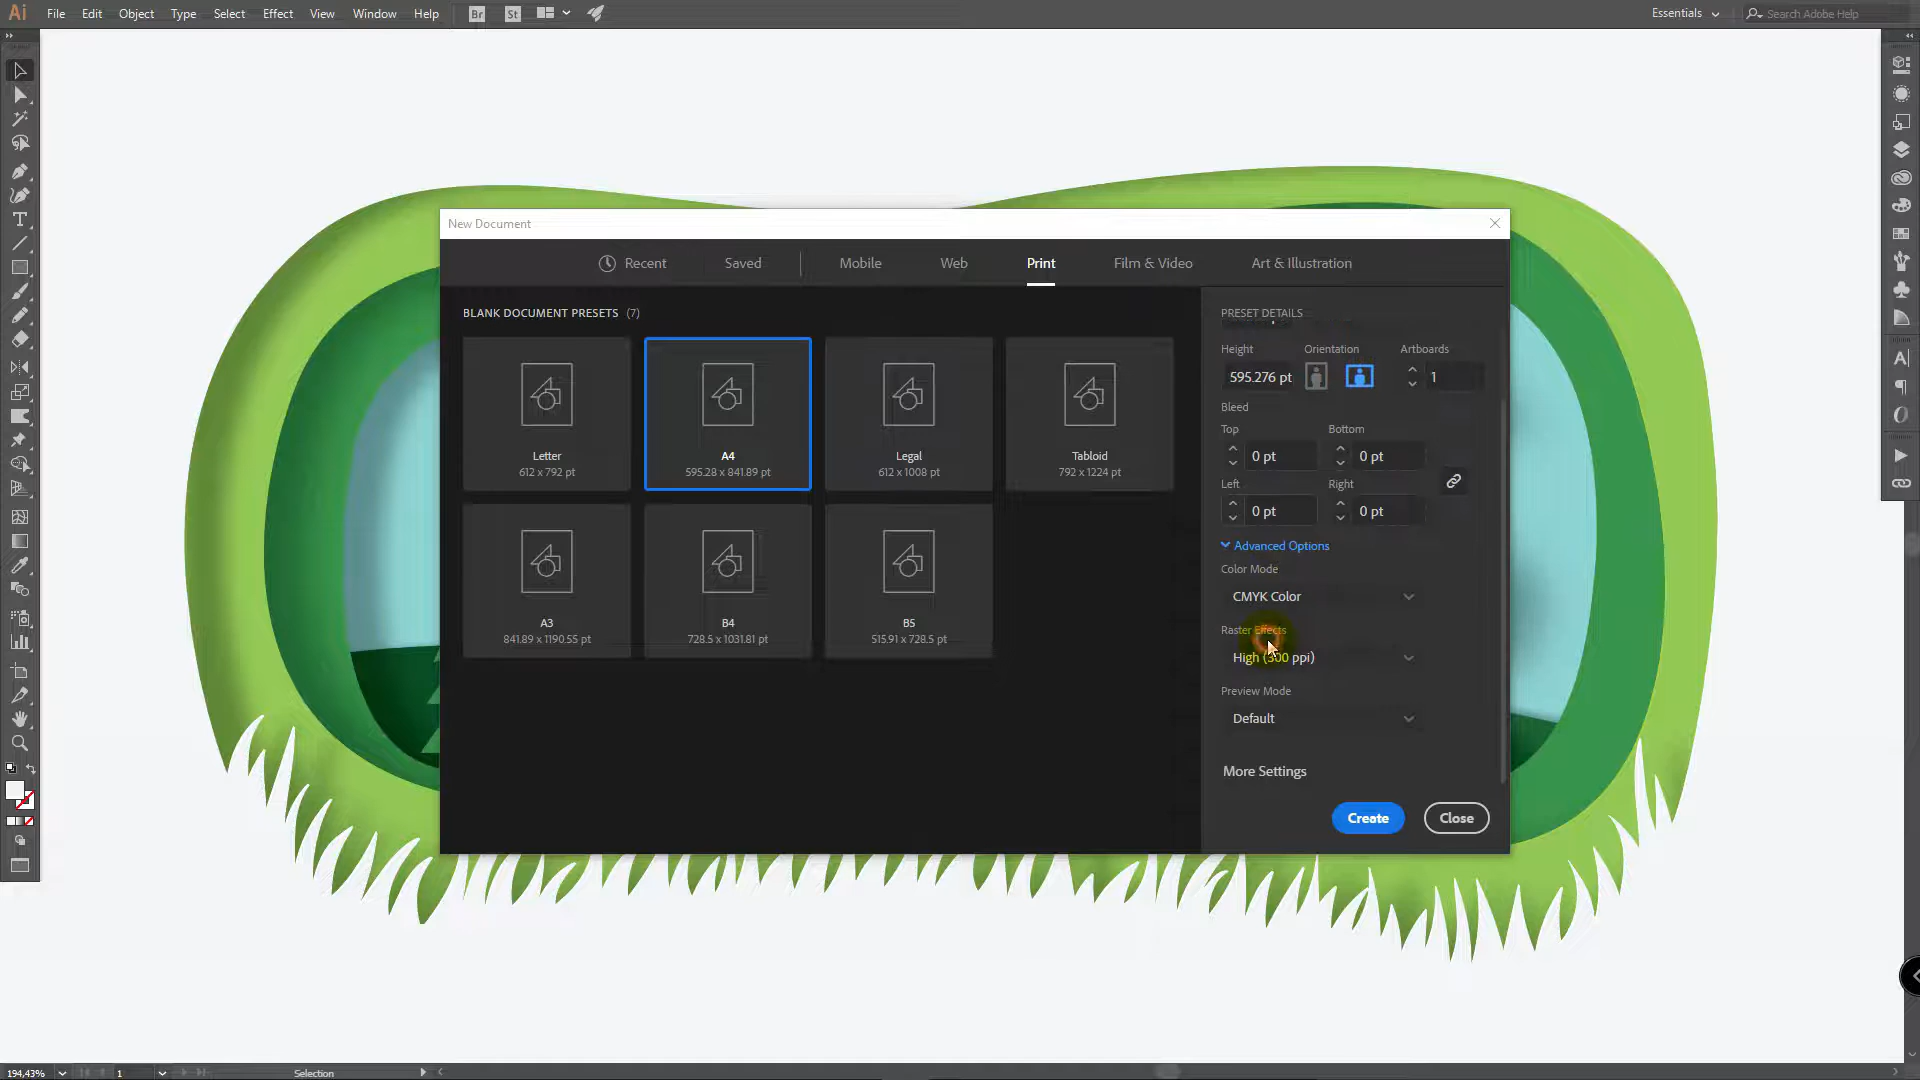 Ai File Edit Object Type Select Effect View Window Help Br St Essentials Search Adobe Help
New Document
Recent Saved Mobile Web Print Film & Video Art & Illustration
BLANK DOCUMENT PRESETS (7)
Letter
612 x 792 pt
A4
595.28 x 841.89 pt
Legal
612 x 1008 pt
Tabloid
792 x 1224 pt
A3
841.89 x 1190.55 pt
B4
728.5 x 1031.81 pt
B5
515.91 x 728.5 pt
PRESET DETAILS
Height Orientation Artboards
595.276 pt 1
Bleed
Top Bottom
0 pt 0 pt
Left Right
0 pt 0 pt
Advanced Options
Color Mode
CMYK Color
Raster Effects
High (300 ppi)
Preview Mode
Default
More Settings
Create Close
194,43% 1 Selection